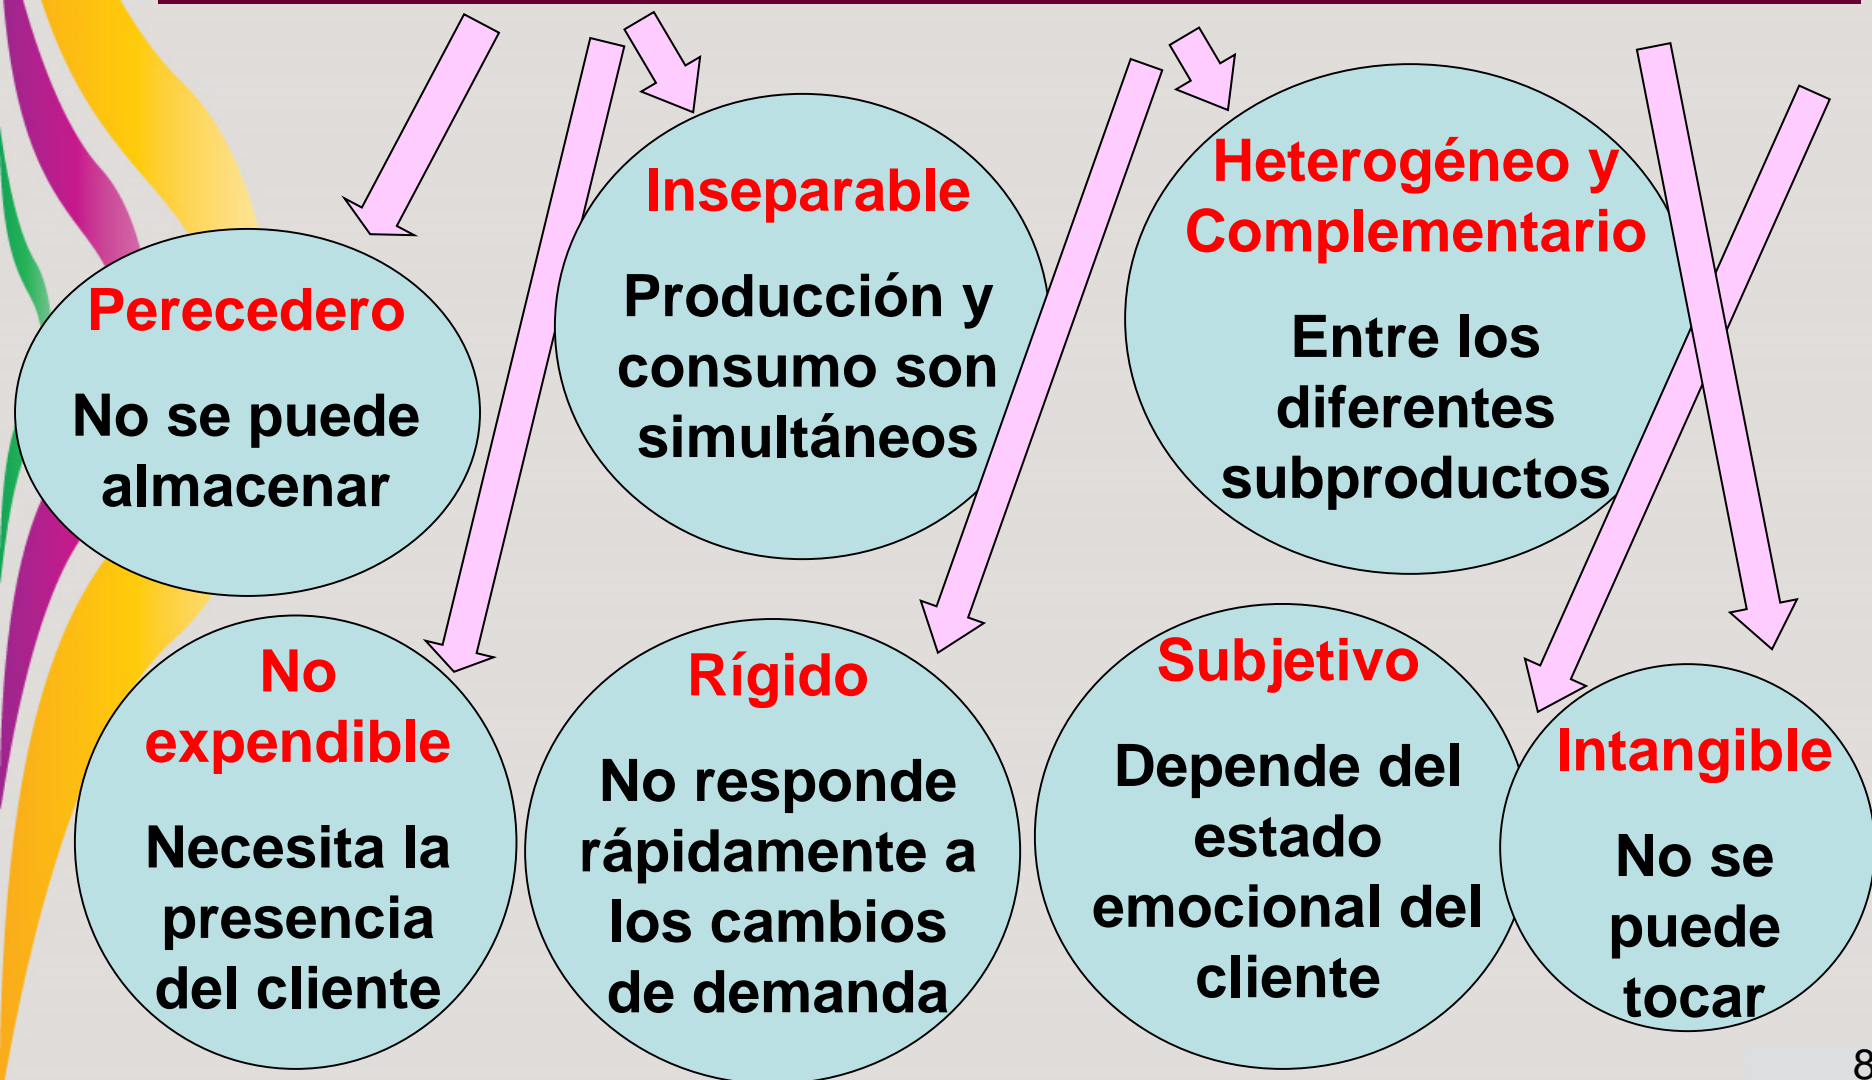 Perecedero
No se puede
almacenar
Inseparable
Producción y
consumo son
simultáneos
Heterogéneo y
Complementario
Entre los
diferentes
subproductos
No
expendible
Necesita la
presencia
del cliente
Rígido
No responde
rápidamente a
los cambios
de demanda
Subjetivo
Depende del
estado
emocional del
cliente
Intangible
No se
puede
tocar
8